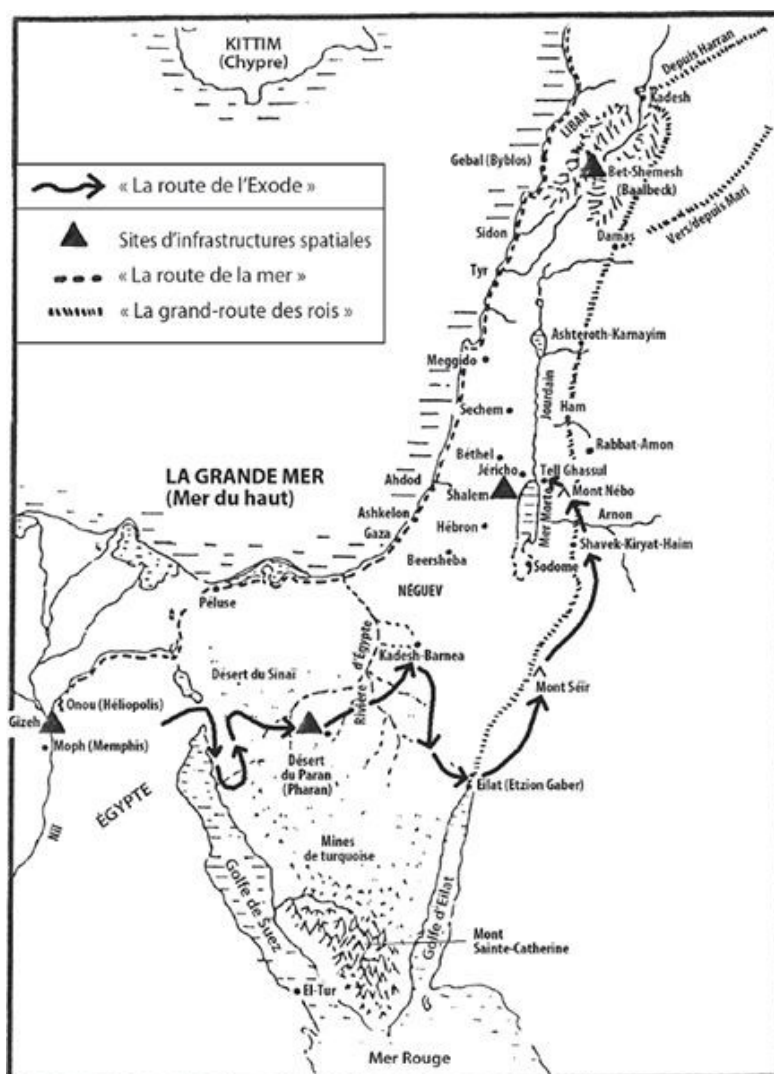 KITTIM
(Chypre)
Depuis Harran
Kadesh
LIBAN
Gebal (Byblos)
Bet-Shemesh
(Baalbeck)
« La route de l'Exode »
Sites d'infrastructures spatiales
« La route de la mer »
« La grand-route des rois »
Sidon
Damas
Vers/depuis Mari
Tyr
Ashteroth-Karnayim
Meggido
Jourdain
Sechem
Ham
Rabbat-Amon
Béthel
Jéricho
Tell Ghassul
LA GRANDE MER
(Mer du haut)
Ahdod
Shalem
Mont Nébo
Mer Morte
Arnon
Ashkelon
Gaza
Hébron
Shavek-Kiryat-Haim
Beersheba
Sodome
NÉGUEV
Péluse
Rivière d'Égypte
Kadesh-Barnea
Désert du Sinaï
Mont Séïr
Onou (Héliopolis)
Gizeh
Moph (Memphis)
Désert
du Paran
(Pharan)
Eilat (Etzion Gaber)
ÉGYPTE
Nil
Mines
de turquoise
Golfe de Suez
Golfe d'Eilat
Mont
Sainte-Catherine
El-Tur
Mer Rouge